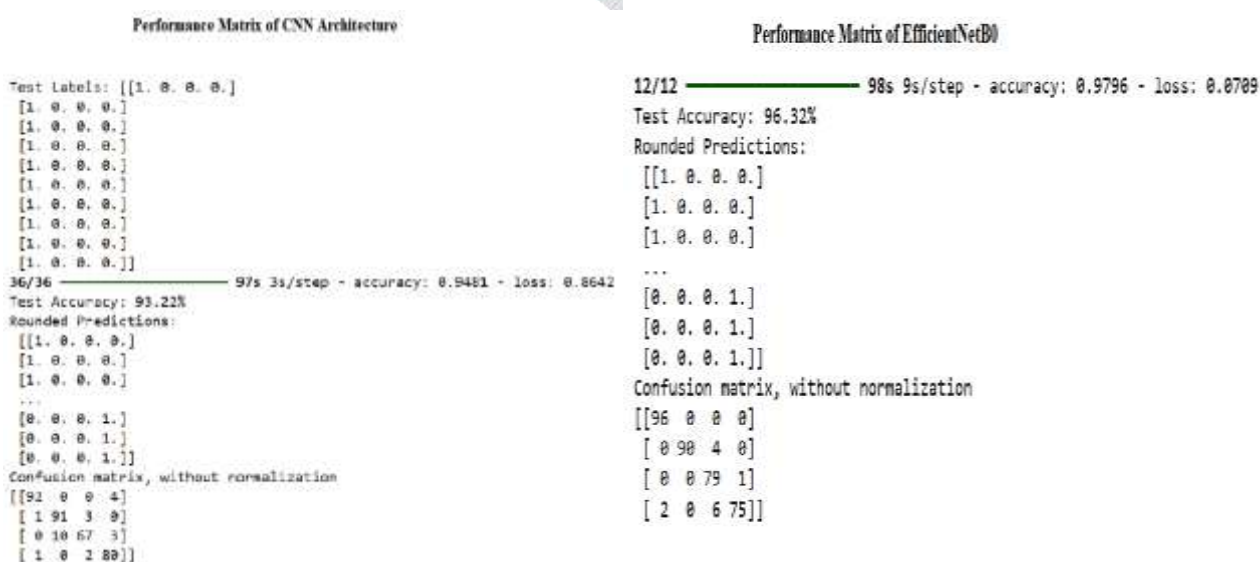 Performance Matrix of CNN Architecture
Test Labels: [[1. 0. 0. 0.]
[1. 0. 0. 0.]
[1. 0. 0. 0.]
[1. 0. 0. 0.]
[1. 0. 0. 0.]
[1. 0. 0. 0.]
[1. 0. 0. 0.]
[1. 0. 0. 0.]
[1. 0. 0. 0.]
[1. 0. 0. 0.]]
36/36 97s 3s/step - accuracy: 0.9481 - loss: 0.8642
Test Accuracy: 93.22%
Rounded Predictions:
[[1. 0. 0. 0.]
[1. 0. 0. 0.]
[1. 0. 0. 0.]
...
[0. 0. 0. 1.]
[0. 0. 0. 1.]
[0. 0. 0. 1.]]
Confusion matrix, without normalization
[[92 0 0 4]
[ 1 91 3 0]
[ 0 10 67 3]
[ 1 0 2 80]]
Performance Matrix of EfficientNetB0
12/12 98s 9s/step - accuracy: 0.9796 - loss: 0.0709
Test Accuracy: 96.32%
Rounded Predictions:
[[1. 0. 0. 0.]
[1. 0. 0. 0.]
[1. 0. 0. 0.]
...
[0. 0. 0. 1.]
[0. 0. 0. 1.]
[0. 0. 0. 1.]]
Confusion matrix, without normalization
[[96 0 0 0]
[ 0 90 4 0]
[ 0 0 79 1]
[ 2 0 6 75]]